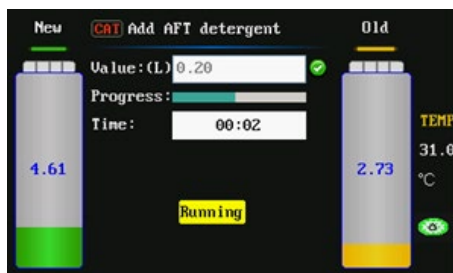 New
CAT Add AFT detergent
Old
Value:(L) 0.20
Progress:
Time: 00:02
TEMP
31.0
4.61
2.73
°C
Running